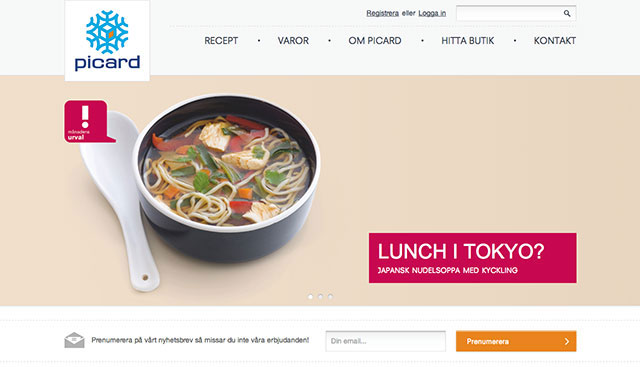 Registrera eller Logga in
picard
RECEPT • VAROR • OM PICARD • HITTA BUTIK • KONTAKT
!
månadens
urval
LUNCH I TOKYO?
JAPANSK NUDELSOPPA MED KYCKLING
Prenumerera på vårt nyhetsbrev så missar du inte våra erbjudanden!
Din email...
Prenumerera